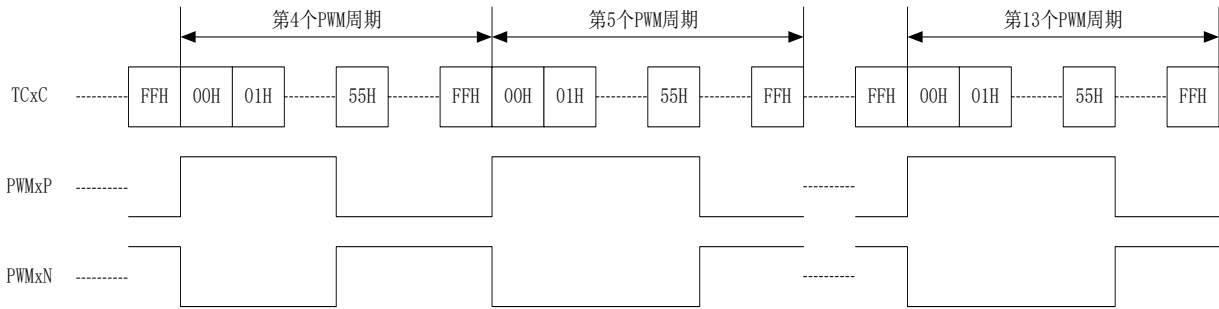 第4个PWM周期 第5个PWM周期 第13个PWM周期
TCxC FFH 00H 01H 55H FFH 00H 01H 55H FFH FFH 00H 01H 55H FFH
PWMxP
PWMxN